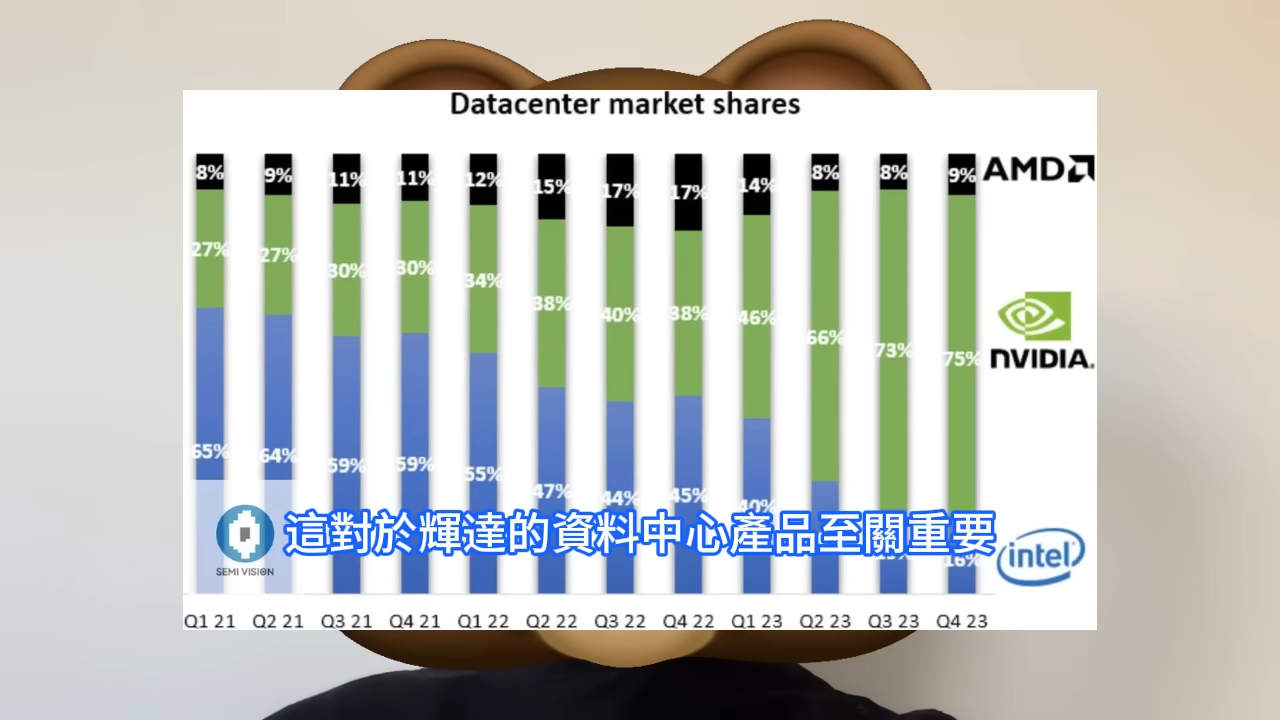 Datacenter market shares
8% 9% 11% 11% 12% 15% 17% 17% 14% 8% 8% 9%
AMD
27% 27% 30% 30% 34% 38% 40% 38% 46% 66% 73% 75%
NVIDIA.
65% 64% 59% 59% 55% 47% 44% 45% 40% 16%
intel
SEMI VISION
這對於輝達的資料中心產品至關重要
Q1 21 Q2 21 Q3 21 Q4 21 Q1 22 Q2 22 Q3 22 Q4 22 Q1 23 Q2 23 Q3 23 Q4 23